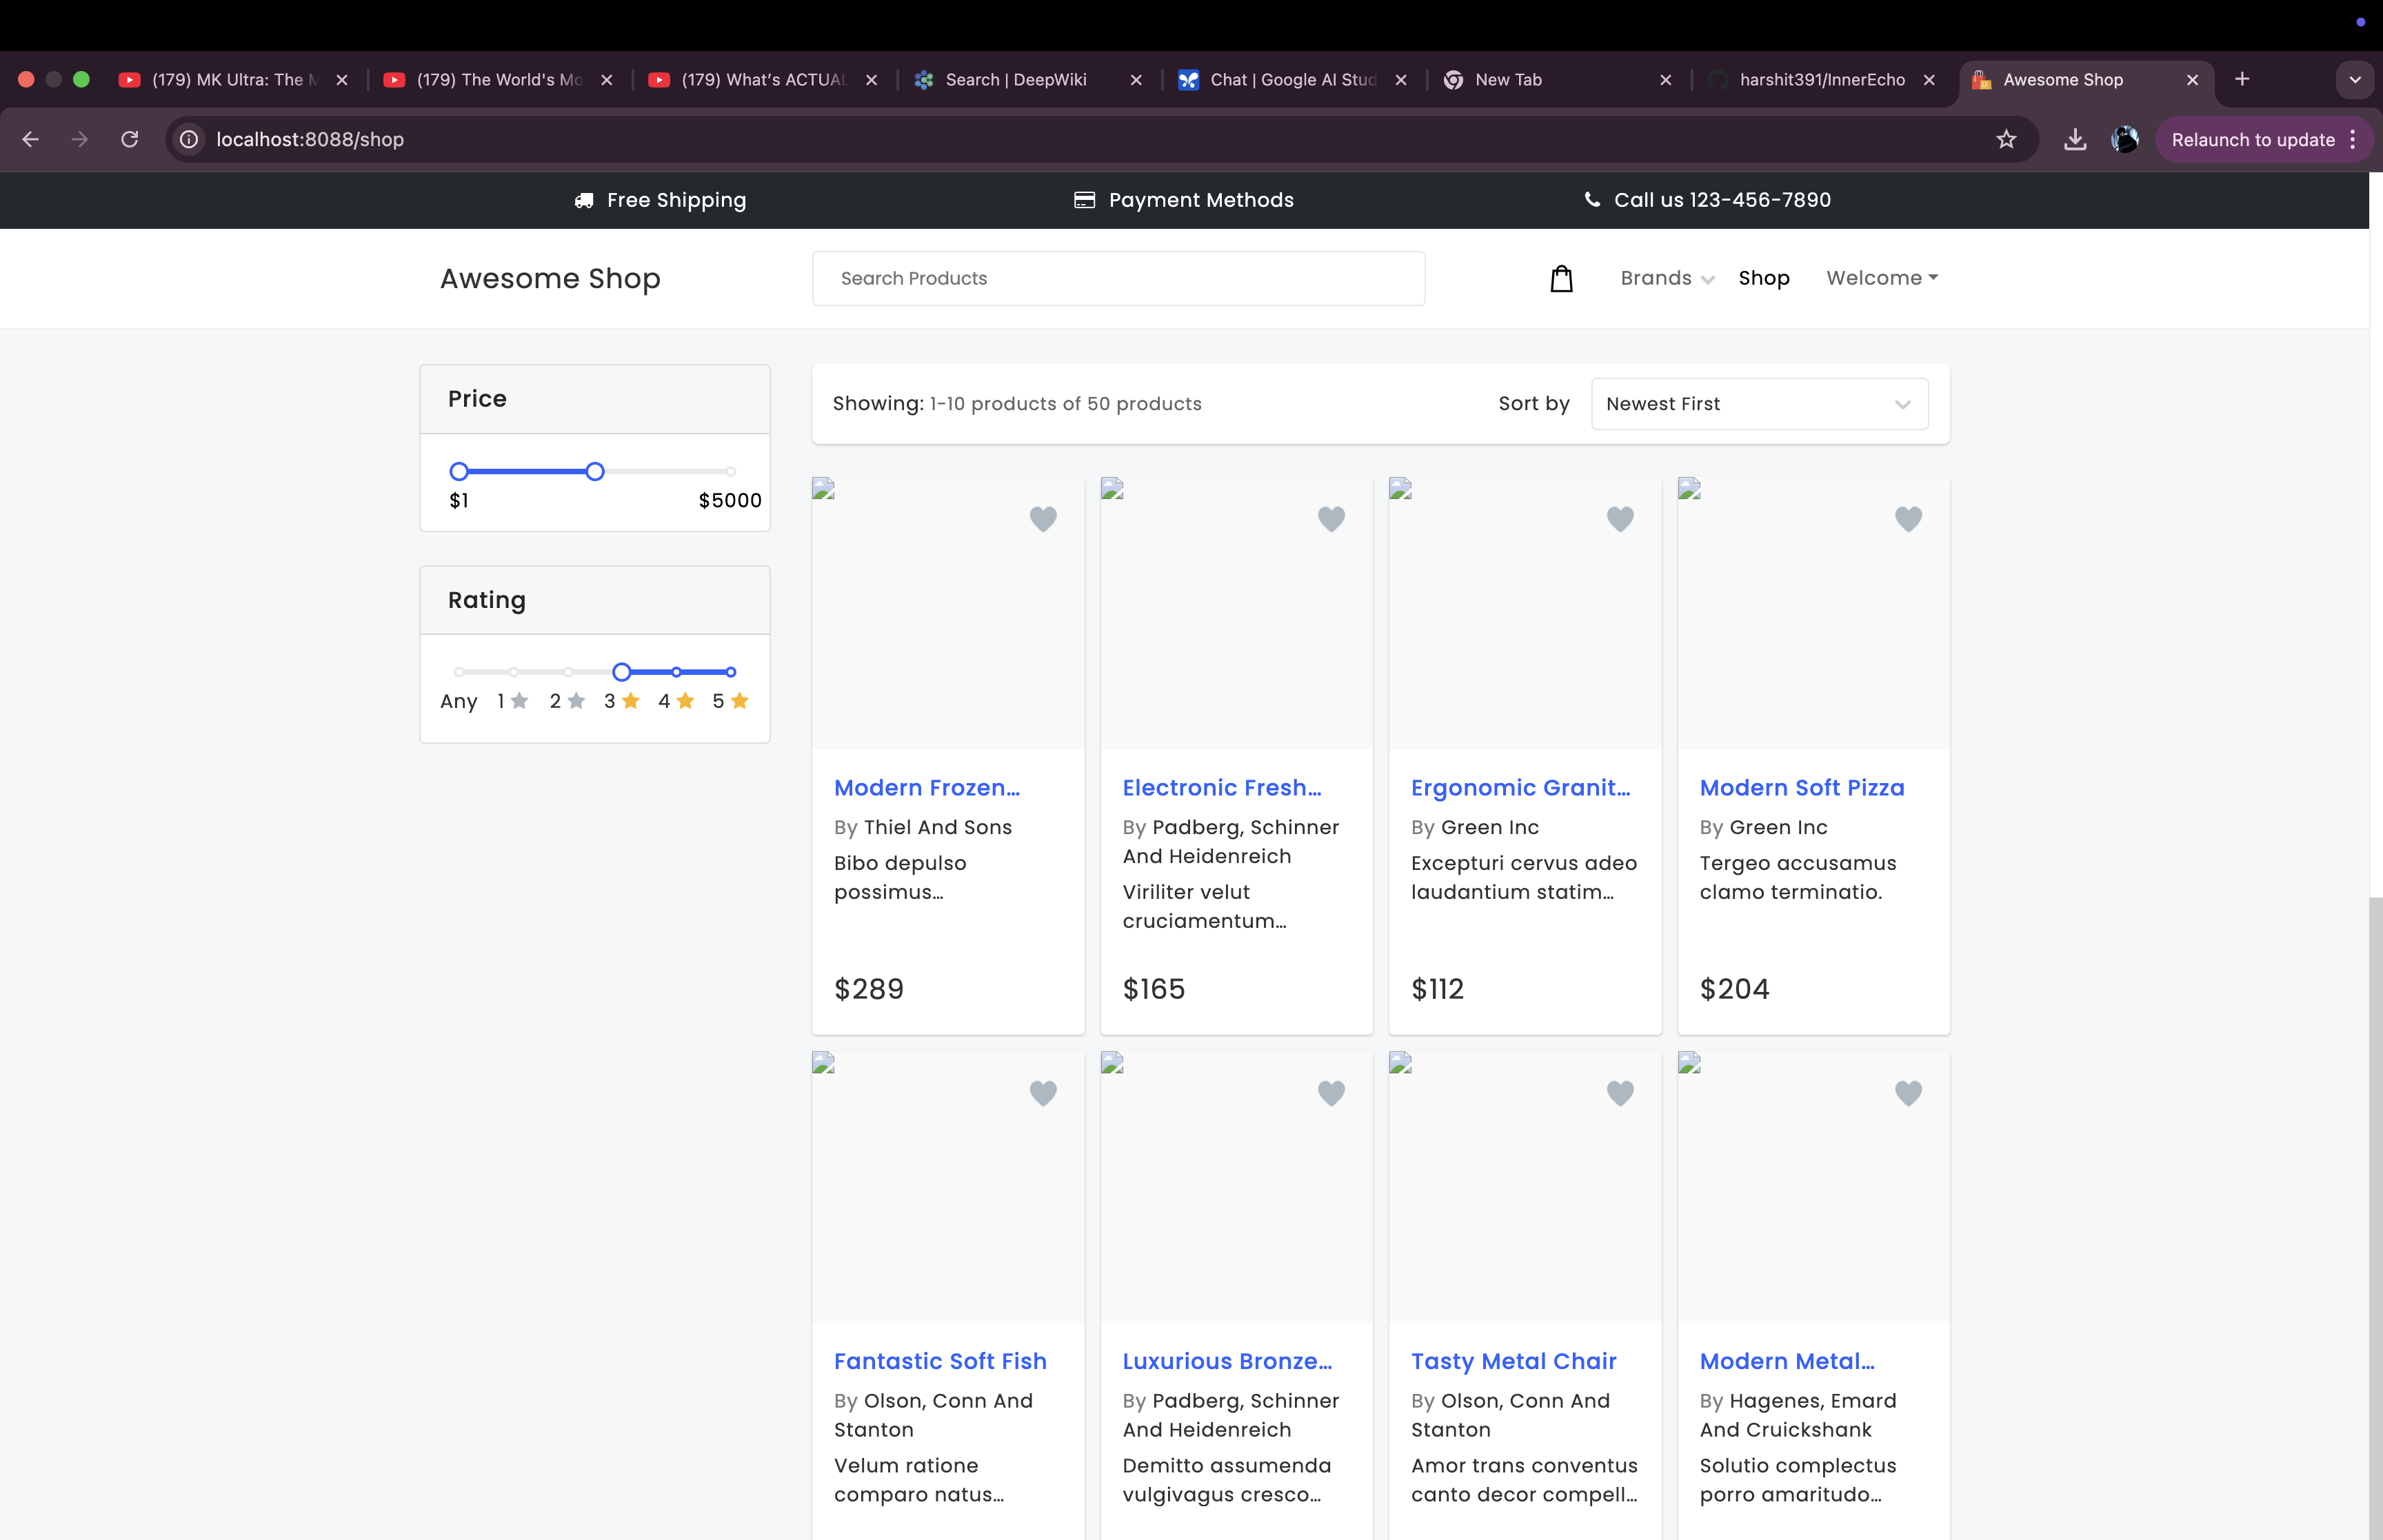 (179) MK Ultra: The M
(179) The World's Mo
(179) What's ACTUAL
Search | DeepWiki
Chat | Google AI Stud
New Tab
harshit391/InnerEcho
Awesome Shop
localhost:8088/shop
Relaunch to update
Free Shipping
Payment Methods
Call us 123-456-7890
Awesome Shop
Search Products
Brands
Shop
Welcome
Price
$1
$5000
Rating
Any 1 2 3 4 5
Showing: 1-10 products of 50 products
Sort by
Newest First
Modern Frozen...
By Thiel And Sons
Bibo depulso
possimus...
$289
Electronic Fresh...
By Padberg, Schinner
And Heidenreich
Viriliter velut
cruciamentum...
$165
Ergonomic Granit...
By Green Inc
Excepturi cervus adeo
laudantium statim...
$112
Modern Soft Pizza
By Green Inc
Tergeo accusamus
clamo terminatio.
$204
Fantastic Soft Fish
By Olson, Conn And
Stanton
Velum ratione
comparo natus...
Luxurious Bronze...
By Padberg, Schinner
And Heidenreich
Demitto assumenda
vulgivagus cresco...
Tasty Metal Chair
By Olson, Conn And
Stanton
Amor trans conventus
canto decor compell...
Modern Metal...
By Hagenes, Emard
And Cruickshank
Solutio complectus
porro amaritudo...